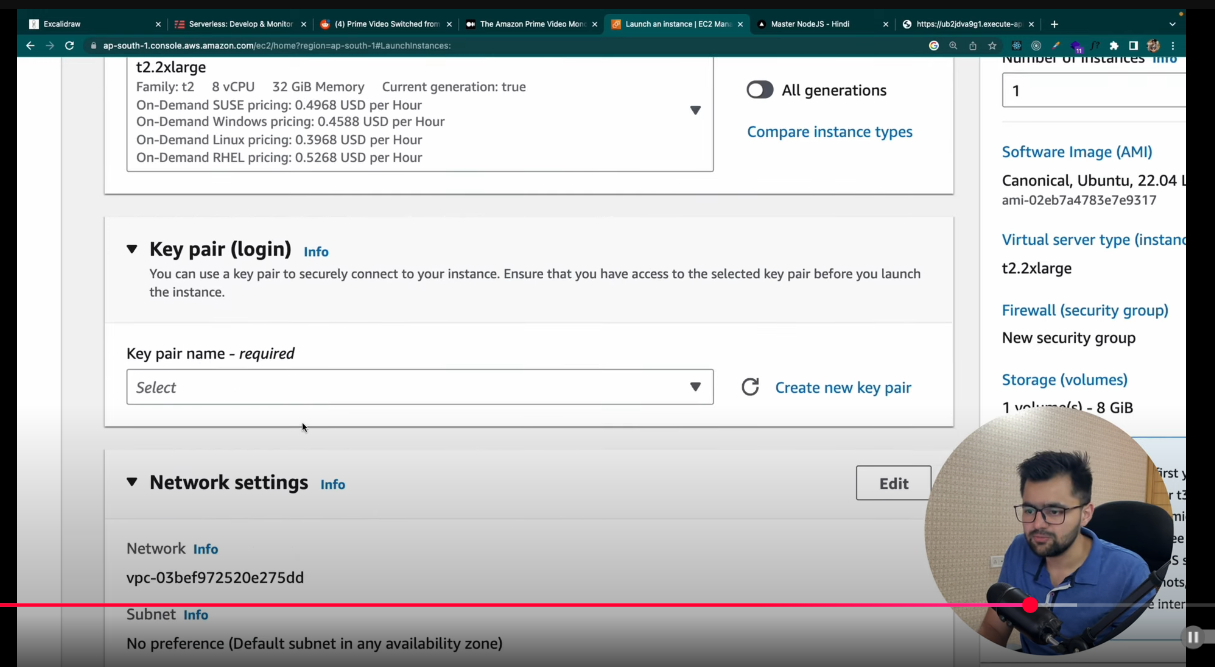 Excalidraw
Serverless: Develop & Monitor
(4) Prime Video Switched from
The Amazon Prime Video Mon
Launch an instance | EC2 Man
Master NodeJS - Hindi
https://ub2jdva9g1.execute-ap
ap-south-1.console.aws.amazon.com/ec2/home?region=ap-south-1#LaunchInstances:
11
t2.2xlarge
Family: t2 8 vCPU 32 GiB Memory Current generation: true
On-Demand SUSE pricing: 0.4968 USD per Hour
On-Demand Windows pricing: 0.4588 USD per Hour
On-Demand Linux pricing: 0.3968 USD per Hour
On-Demand RHEL pricing: 0.5268 USD per Hour
All generations
Compare instance types
Key pair (login) Info
You can use a key pair to securely connect to your instance. Ensure that you have access to the selected key pair before you launch
the instance.
Key pair name - required
Select
Create new key pair
Network settings Info
Edit
Network Info
vpc-03bef972520e275dd
Subnet Info
No preference (Default subnet in any availability zone)
Number of instances Info
1
Software Image (AMI)
Canonical, Ubuntu, 22.04 L
ami-02eb7a4783e7e9317
Virtual server type (instanc
t2.2xlarge
Firewall (security group)
New security group
Storage (volumes)
1 volume(s) - 8 GiB